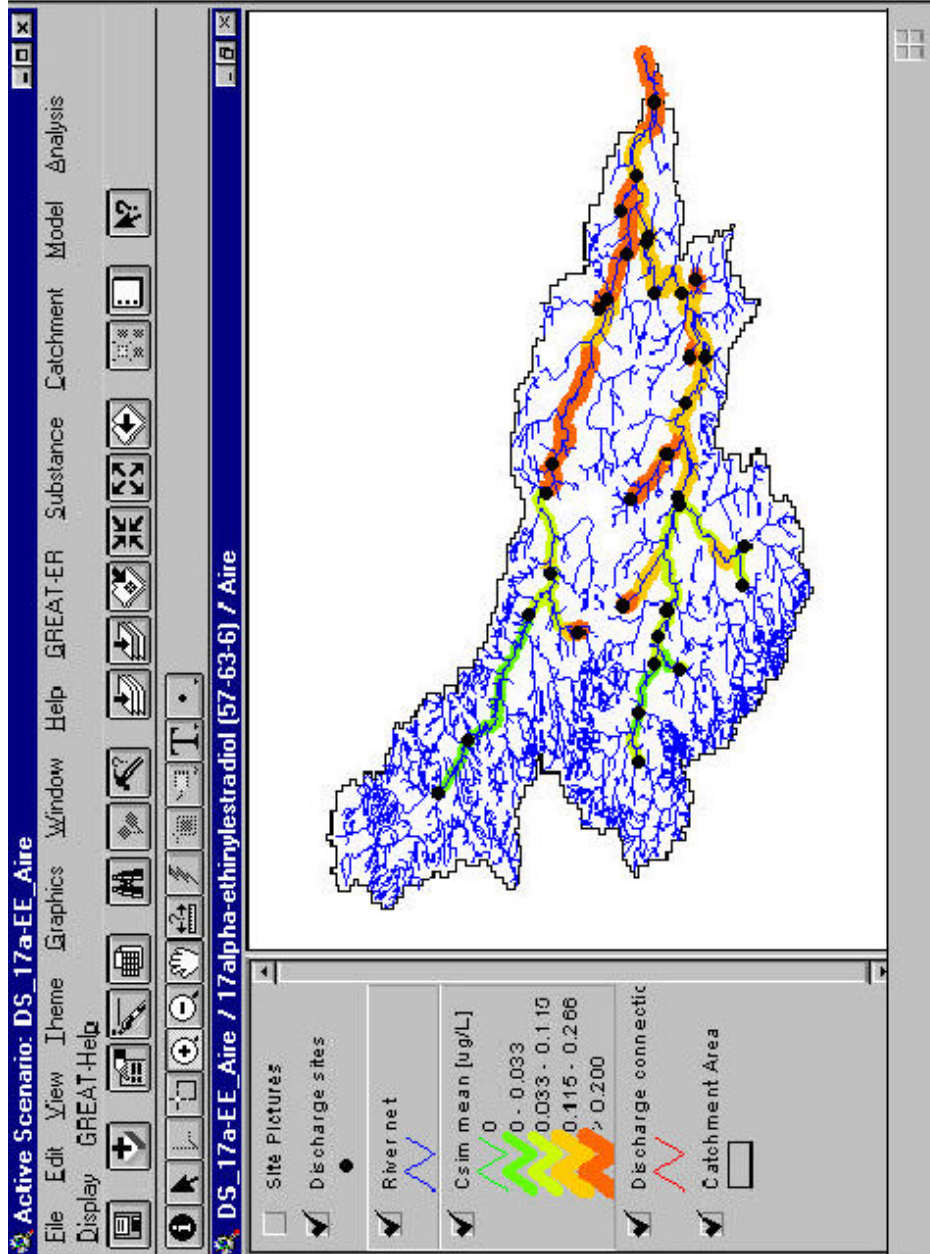 Active Scenario: DS_17a-EE_Aire
File Edit View Theme Graphics Window Help GREAT-ER Substance Catchment Model Analysis
Display GREAT-Help
T
DS_17a-EE_Aire / 17alpha-ethinylestradiol [57-63-6] / Aire
Site Pictures
Discharge sites
River net
Csim mean [ug/L]
0
0 - 0.033
0.033 - 0.110
0.115 - 0.266
> 0.200
Discharge connectic
Catchment Area